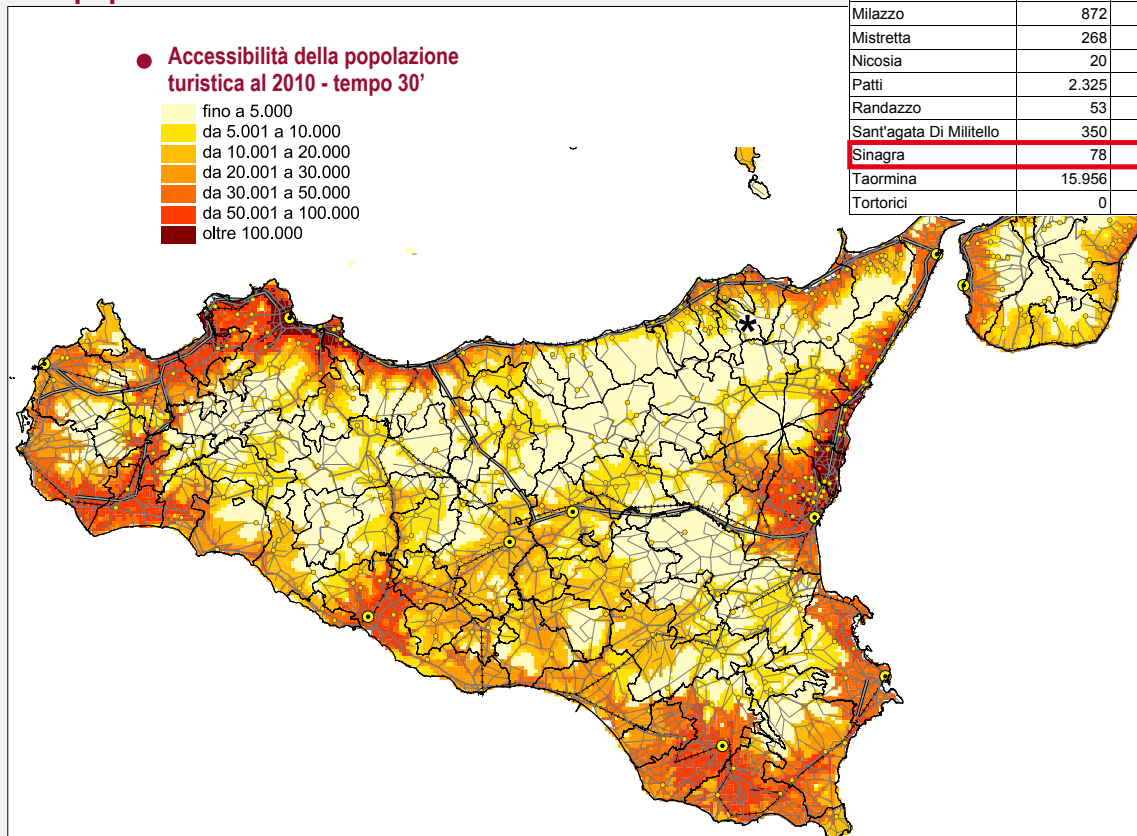 Accessibilità della popolazione
turistica al 2010 - tempo 30'
fino a 5.000
da 5.001 a 10.000
da 10.001 a 20.000
da 20.001 a 30.000
da 30.001 a 50.000
da 50.001 a 100.000
oltre 100.000
Milazzo 872
Mistretta 268
Nicosia 20
Patti 2.325
Randazzo 53
Sant'agata Di Militello 350
Sinagra 78
Taormina 15.956
Tortorici 0
*